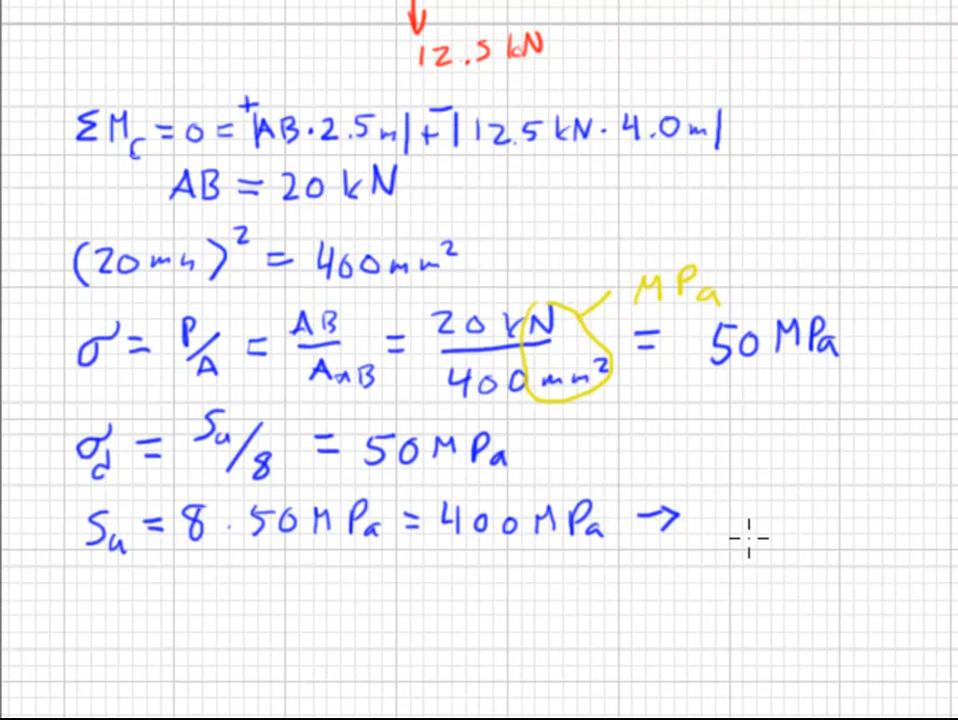 12.5 kN
ΣM_C = 0 = ⁺|AB · 2.5 m| + ⁻|12.5 kN · 4.0 m|
AB = 20 kN
(20 mm)² = 400 mm²
MPa
σ = P/A = AB/A_AB = 20 kN/400 mm² = 50 MPa
σ_d = S_u/8 = 50 MPa
S_u = 8 · 50 MPa = 400 MPa →